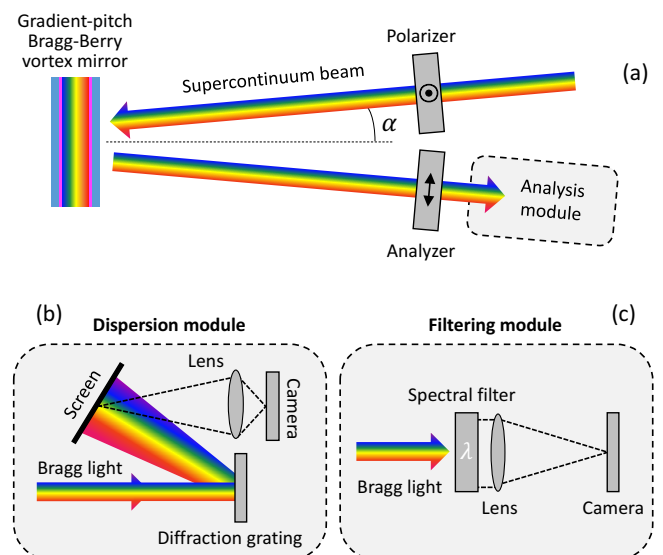 Gradient-pitch
Bragg-Berry
vortex mirror
Polarizer
(a)
Supercontinuum beam
α
Analysis
module
Analyzer
(b)
Dispersion module
Lens
Screen
Camera
Bragg light
Diffraction grating
(c)
Filtering module
Spectral filter
λ
Bragg light
Lens
Camera